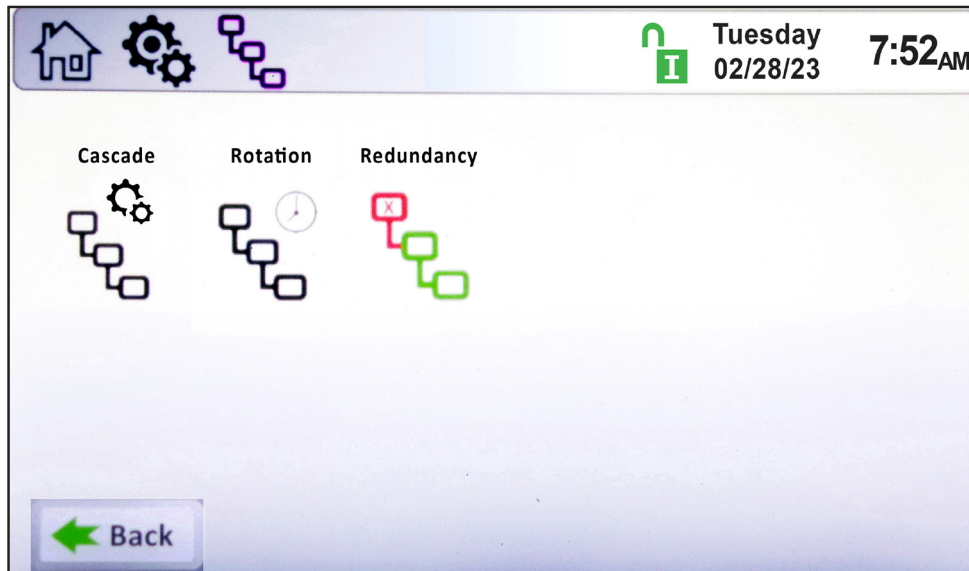 Tuesday
02/28/23
7:52AM
Cascade
Rotation
Redundancy
X
I
Back